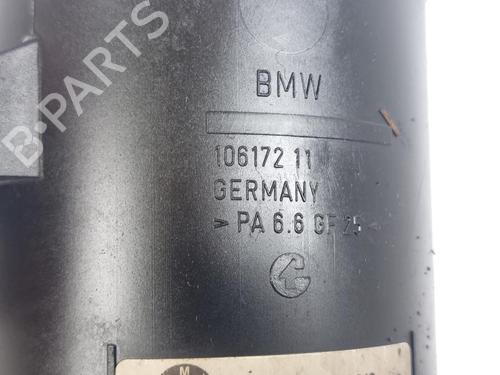 BMW
106172 11
GERMANY
> PA 6.6 GF 25 <
B-PARTS
M